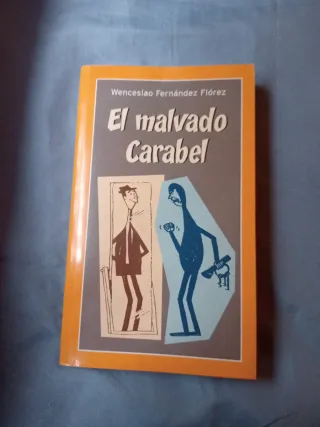 Wenceslao Fernández Flórez
El malvado
Carabel